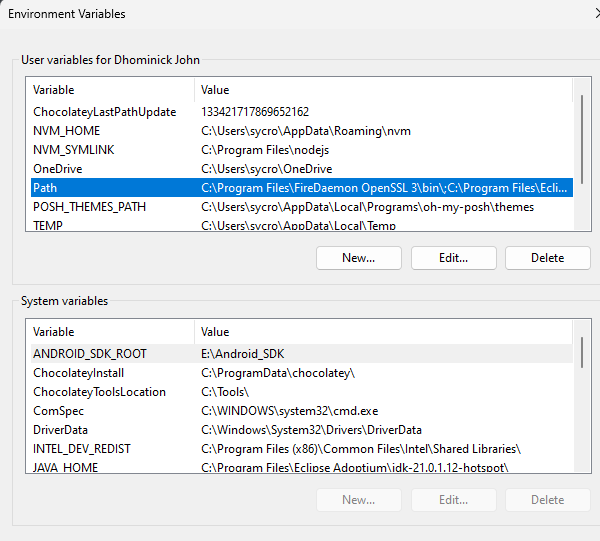 Environment Variables
User variables for Dhominick John
Variable Value
ChocolateyLastPathUpdate 133421717869652162
NVM_HOME C:\Users\sycro\AppData\Roaming\nvm
NVM_SYMLINK C:\Program Files\nodejs
OneDrive C:\Users\sycro\OneDrive
Path C:\Program Files\FireDaemon OpenSSL 3\bin\;C:\Program Files\Ecli...
POSH_THEMES_PATH C:\Users\sycro\AppData\Local\Programs\oh-my-posh\themes
TEMP C:\Users\sycro\AppData\Local\Temp
New... Edit... Delete
System variables
Variable Value
ANDROID_SDK_ROOT E:\Android_SDK
ChocolateyInstall C:\ProgramData\chocolatey\
ChocolateyToolsLocation C:\Tools\
ComSpec C:\WINDOWS\system32\cmd.exe
DriverData C:\Windows\System32\Drivers\DriverData
INTEL_DEV_REDIST C:\Program Files (x86)\Common Files\Intel\Shared Libraries\
JAVA_HOME C:\Program Files\Eclipse Adoptium\jdk-21.0.1.12-hotspot\
New... Edit... Delete